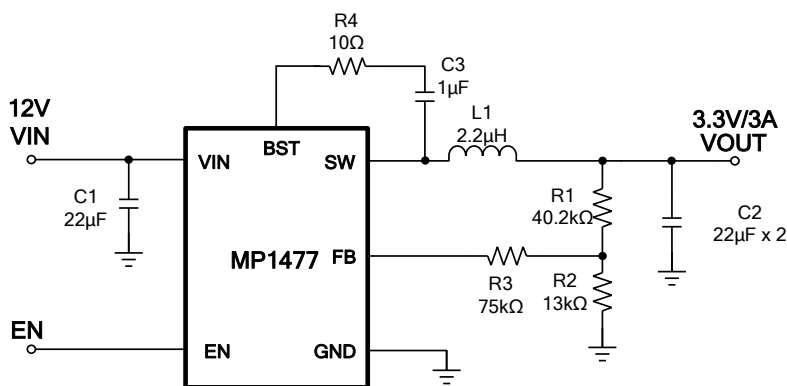 R4
10Ω
C3
1µF
12V
VIN
L1
2.2µH
3.3V/3A
VOUT
BST
VIN
SW
C1
22µF
R1
40.2kΩ
C2
22µF x 2
MP1477
FB
R3
75kΩ
R2
13kΩ
EN
EN
GND